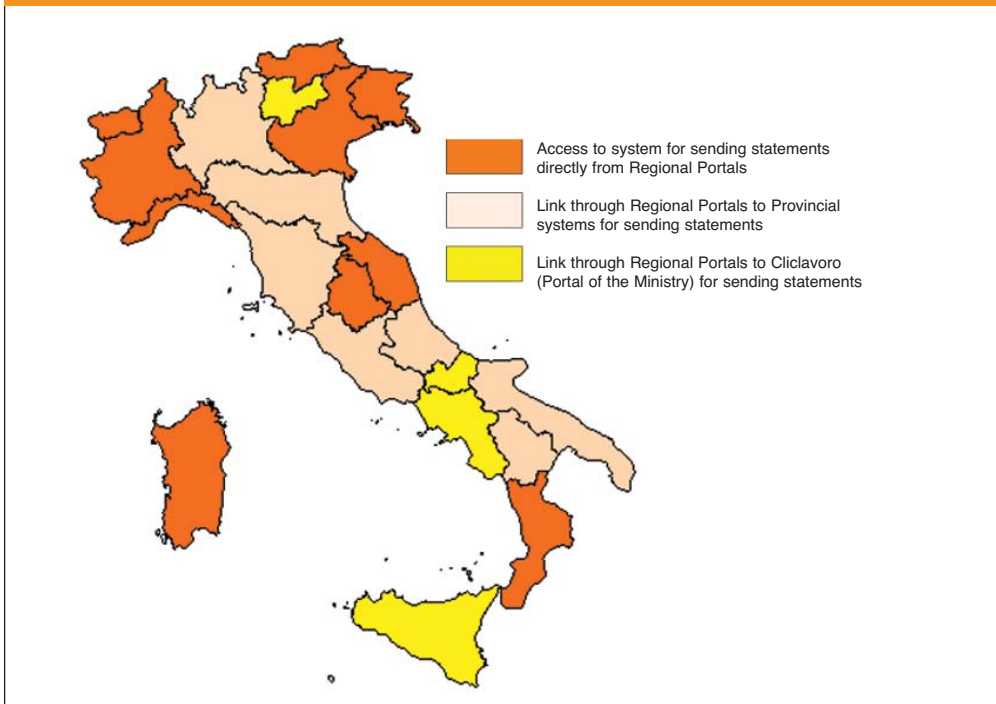 Access to system for sending statements
directly from Regional Portals
Link through Regional Portals to Provincial
systems for sending statements
Link through Regional Portals to Cliclavoro
(Portal of the Ministry) for sending statements